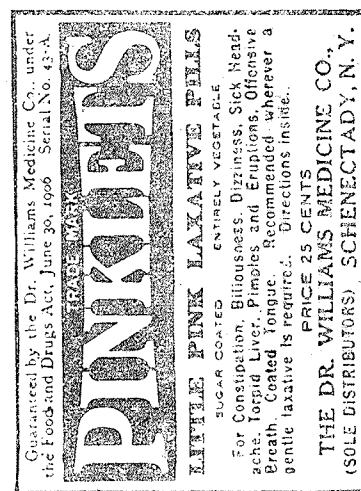 Guaranteed by the Dr. Williams Medicine Co., under
the Food and Drugs Act, June 30, 1906 Serial No. 43-A.
TRADE MARK
PINKLETS
LITTLE PINK LAXATIVE PILLS
SUGAR COATED ENTIRELY VEGETABLE
For Constipation, Billiousness, Dizziness, Sick Head-
ache, Torpid Liver, Pimples and Eruptions, Offensive
Breath, Coated Tongue. Recommended wherever a
gentle laxative is required. Directions inside.
PRICE 25 CENTS
THE DR. WILLIAMS MEDICINE CO.,
(SOLE DISTRIBUTORS) SCHENECTADY, N. Y.